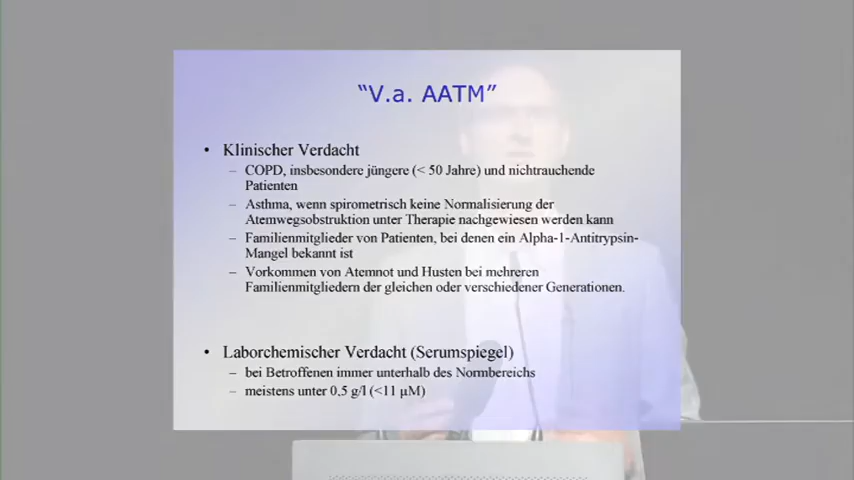 “V.a. AATM”
• Klinischer Verdacht
– COPD, insbesondere jüngere (< 50 Jahre) und nichtrauchende
Patienten
– Asthma, wenn spirometrisch keine Normalisierung der
Atemwegsobstruktion unter Therapie nachgewiesen werden kann
– Familienmitglieder von Patienten, bei denen ein Alpha-1-Antitrypsin-
Mangel bekannt ist
– Vorkommen von Atemnot und Husten bei mehreren
Familienmitgliedern der gleichen oder verschiedener Generationen.
• Laborchemischer Verdacht (Serumspiegel)
– bei Betroffenen immer unterhalb des Normbereichs
– meistens unter 0,5 g/l (<11 µM)